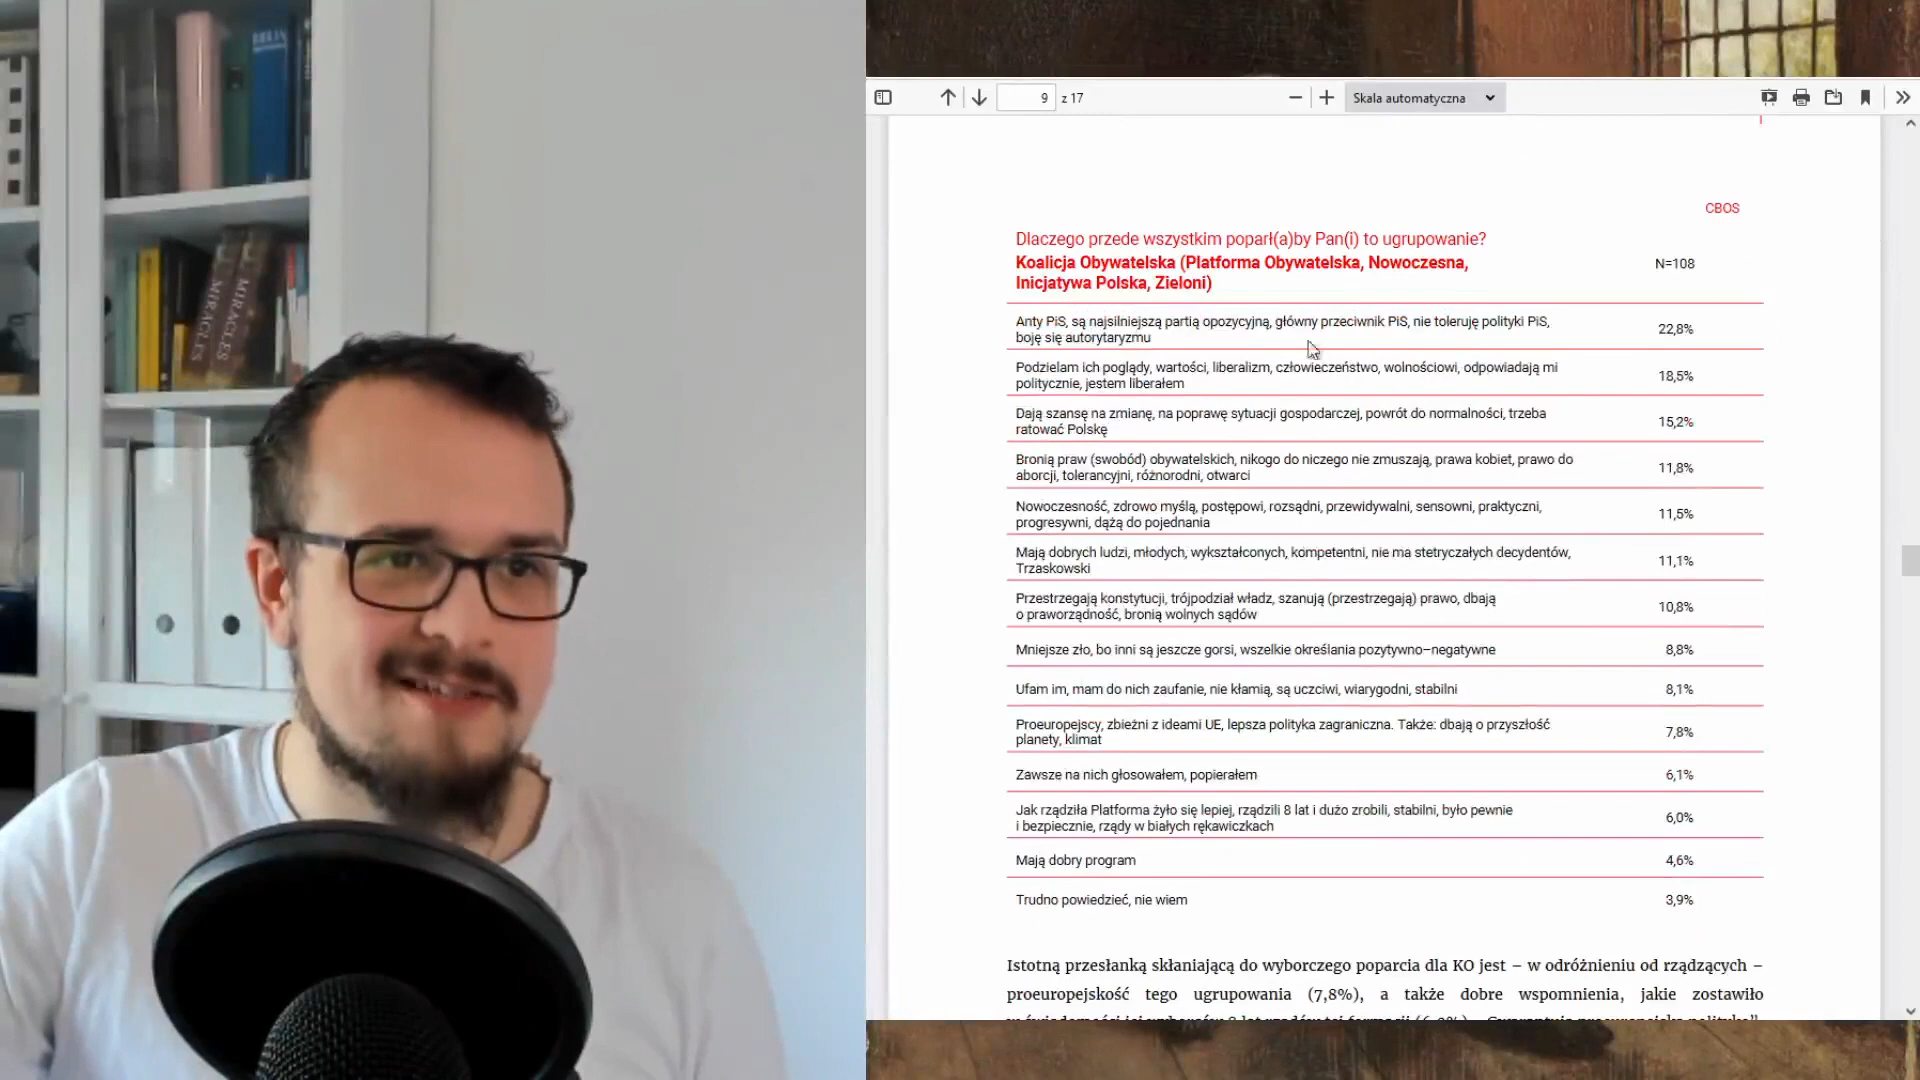 MIRACLES
MIRACLES
9
z 17
Skala automatyczna
CBOS
Dlaczego przede wszystkim poparł(a)by Pan(i) to ugrupowanie?
Koalicja Obywatelska (Platforma Obywatelska, Nowoczesna,
Inicjatywa Polska, Zieloni)
N=108
Anty PiS, są najsilniejszą partią opozycyjną, główny przeciwnik PiS, nie toleruję polityki PiS,
boję się autorytaryzmu
22,8%
Podzielam ich poglądy, wartości, liberalizm, człowieczeństwo, wolnościowi, odpowiadają mi
politycznie, jestem liberałem
18,5%
Dają szansę na zmianę, na poprawę sytuacji gospodarczej, powrót do normalności, trzeba
ratować Polskę
15,2%
Bronią praw (swobód) obywatelskich, nikogo do niczego nie zmuszają, prawa kobiet, prawo do
aborcji, tolerancyjni, różnorodni, otwarci
11,8%
Nowoczesność, zdrowo myślą, postępowi, rozsądni, przewidywalni, sensowni, praktyczni,
progresywni, dążą do pojednania
11,5%
Mają dobrych ludzi, młodych, wykształconych, kompetentni, nie ma stetryczałych decydentów,
Trzaskowski
11,1%
Przestrzegają konstytucji, trójpodział władz, szanują (przestrzegają) prawo, dbają
o praworządność, bronią wolnych sądów
10,8%
Mniejsze zło, bo inni są jeszcze gorsi, wszelkie określania pozytywno–negatywne
8,8%
Ufam im, mam do nich zaufanie, nie kłamią, są uczciwi, wiarygodni, stabilni
8,1%
Proeuropejscy, zbieżni z ideami UE, lepsza polityka zagraniczna. Także: dbają o przyszłość
planety, klimat
7,8%
Zawsze na nich głosowałem, popierałem
6,1%
Jak rządziła Platforma żyło się lepiej, rządzili 8 lat i dużo zrobili, stabilni, było pewnie
i bezpiecznie, rządy w białych rękawiczkach
6,0%
Mają dobry program
4,6%
Trudno powiedzieć, nie wiem
3,9%
Istotną przesłanką skłaniającą do wyborczego poparcia dla KO jest – w odróżnieniu od rządzących –
proeuropejskość tego ugrupowania (7,8%), a także dobre wspomnienia, jakie zostawiło